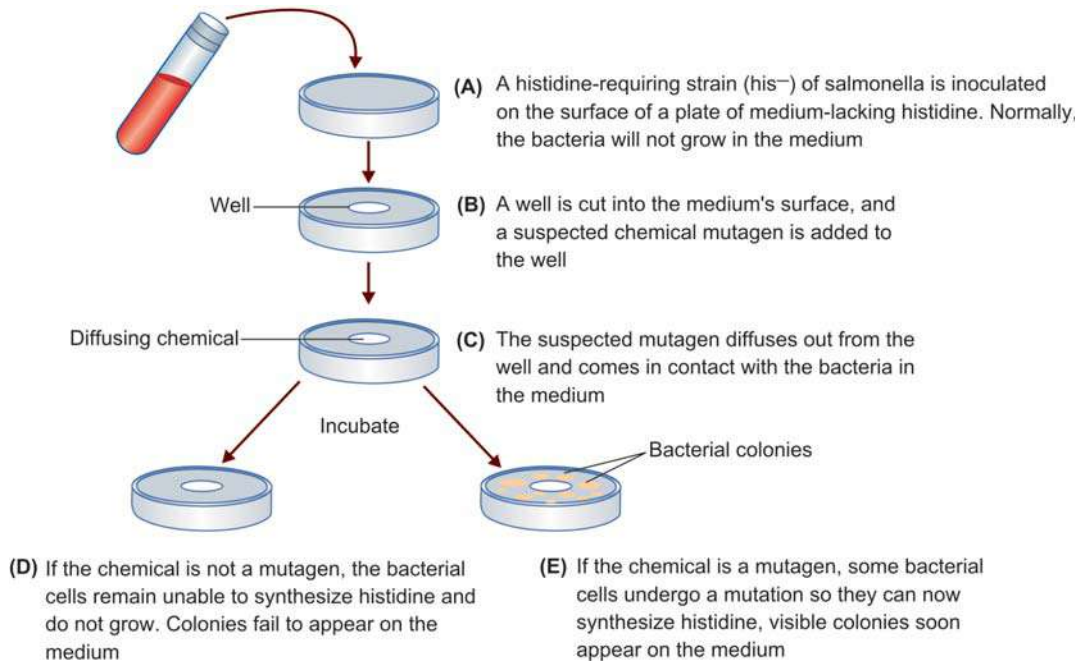 (A) A histidine-requiring strain (his–) of salmonella is inoculated
on the surface of a plate of medium-lacking histidine. Normally,
the bacteria will not grow in the medium
Well
(B) A well is cut into the medium's surface, and
a suspected chemical mutagen is added to
the well
Diffusing chemical
(C) The suspected mutagen diffuses out from the
well and comes in contact with the bacteria in
the medium
Incubate
Bacterial colonies
(D) If the chemical is not a mutagen, the bacterial
cells remain unable to synthesize histidine and
do not grow. Colonies fail to appear on the
medium
(E) If the chemical is a mutagen, some bacterial
cells undergo a mutation so they can now
synthesize histidine, visible colonies soon
appear on the medium